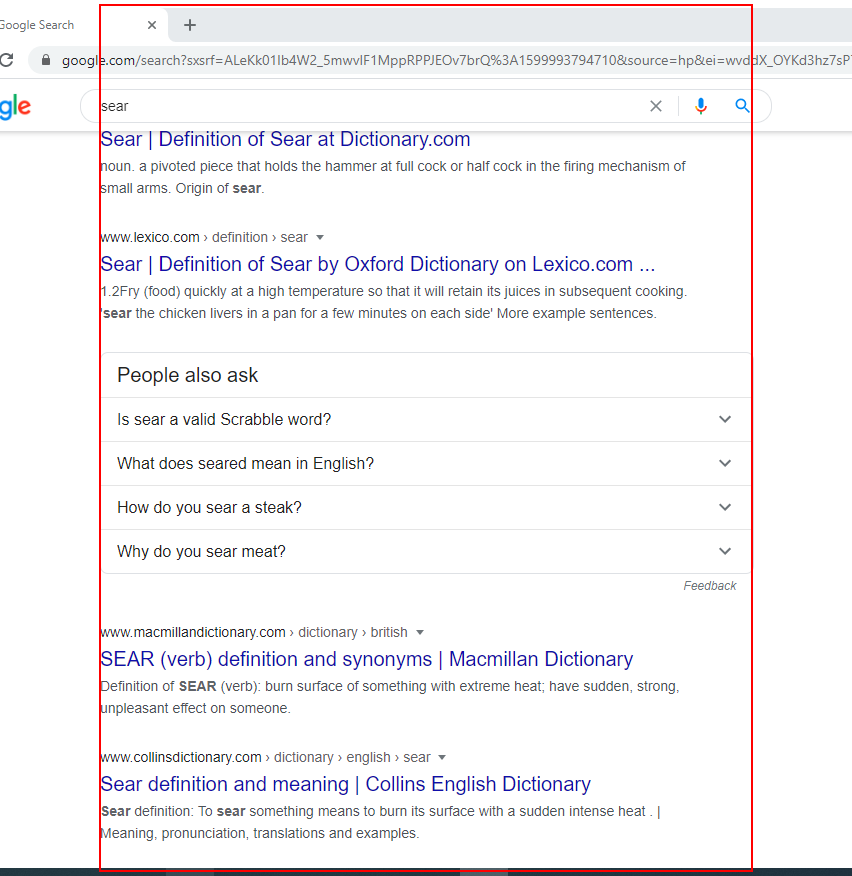 Google Search
google.com/search?sxsrf=ALeKk01Ib4W2_5mwvIF1MppRPPJEOv7brQ%3A1599993794710&source=hp&ei=wvddX_OYKd3hz7sP
gle
sear
Sear | Definition of Sear at Dictionary.com
noun. a pivoted piece that holds the hammer at full cock or half cock in the firing mechanism of
small arms. Origin of sear.
www.lexico.com › definition › sear
Sear | Definition of Sear by Oxford Dictionary on Lexico.com ...
1.2Fry (food) quickly at a high temperature so that it will retain its juices in subsequent cooking.
'sear the chicken livers in a pan for a few minutes on each side' More example sentences.
People also ask
Is sear a valid Scrabble word?
What does seared mean in English?
How do you sear a steak?
Why do you sear meat?
Feedback
www.macmillandictionary.com › dictionary › british
SEAR (verb) definition and synonyms | Macmillan Dictionary
Definition of SEAR (verb): burn surface of something with extreme heat; have sudden, strong,
unpleasant effect on someone.
www.collinsdictionary.com › dictionary › english › sear
Sear definition and meaning | Collins English Dictionary
Sear definition: To sear something means to burn its surface with a sudden intense heat . |
Meaning, pronunciation, translations and examples.